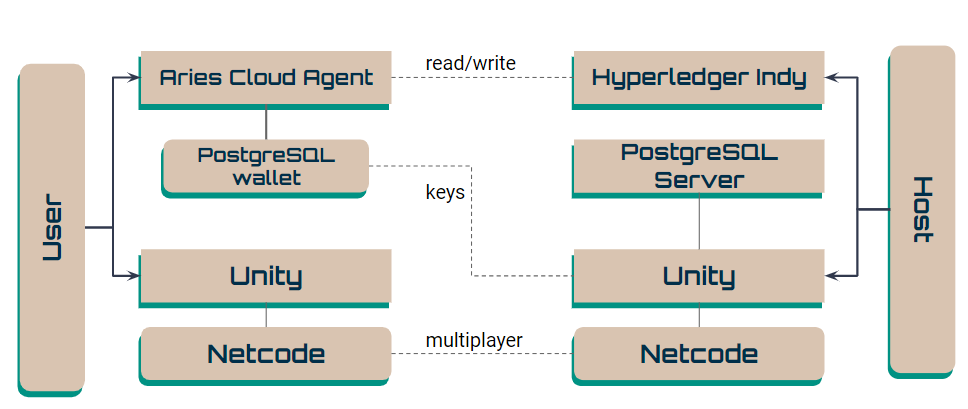 User
Aries Cloud Agent
read/write
Hyperledger Indy
PostgreSQL
wallet
keys
PostgreSQL
Server
Unity
Unity
Netcode
multiplayer
Netcode
Host